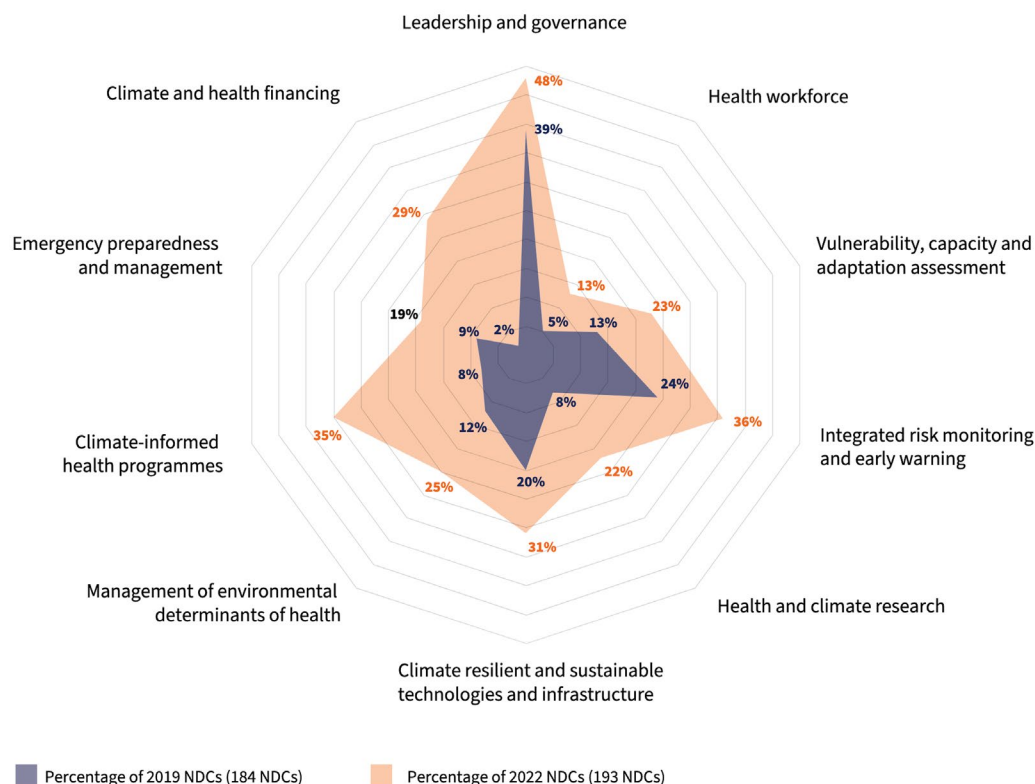 Leadership and governance
Climate and health financing
Health workforce
48%
39%
29%
Emergency preparedness
and management
Vulnerability, capacity and
adaptation assessment
13%
23%
19%
9%
2%
5%
13%
8%
24%
8%
12%
36%
35%
Climate-informed
health programmes
Integrated risk monitoring
and early warning
20%
22%
25%
31%
Management of environmental
determinants of health
Health and climate research
Climate resilient and sustainable
technologies and infrastructure
Percentage of 2019 NDCs (184 NDCs)
Percentage of 2022 NDCs (193 NDCs)